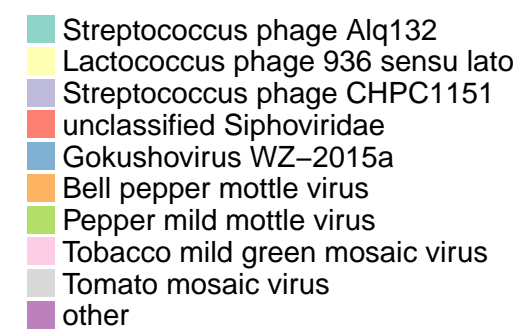 Streptococcus phage Alq132
Lactococcus phage 936 sensu lato
Streptococcus phage CHPC1151
unclassified Siphoviridae
Gokushovirus WZ−2015a
Bell pepper mottle virus
Pepper mild mottle virus
Tobacco mild green mosaic virus
Tomato mosaic virus
other